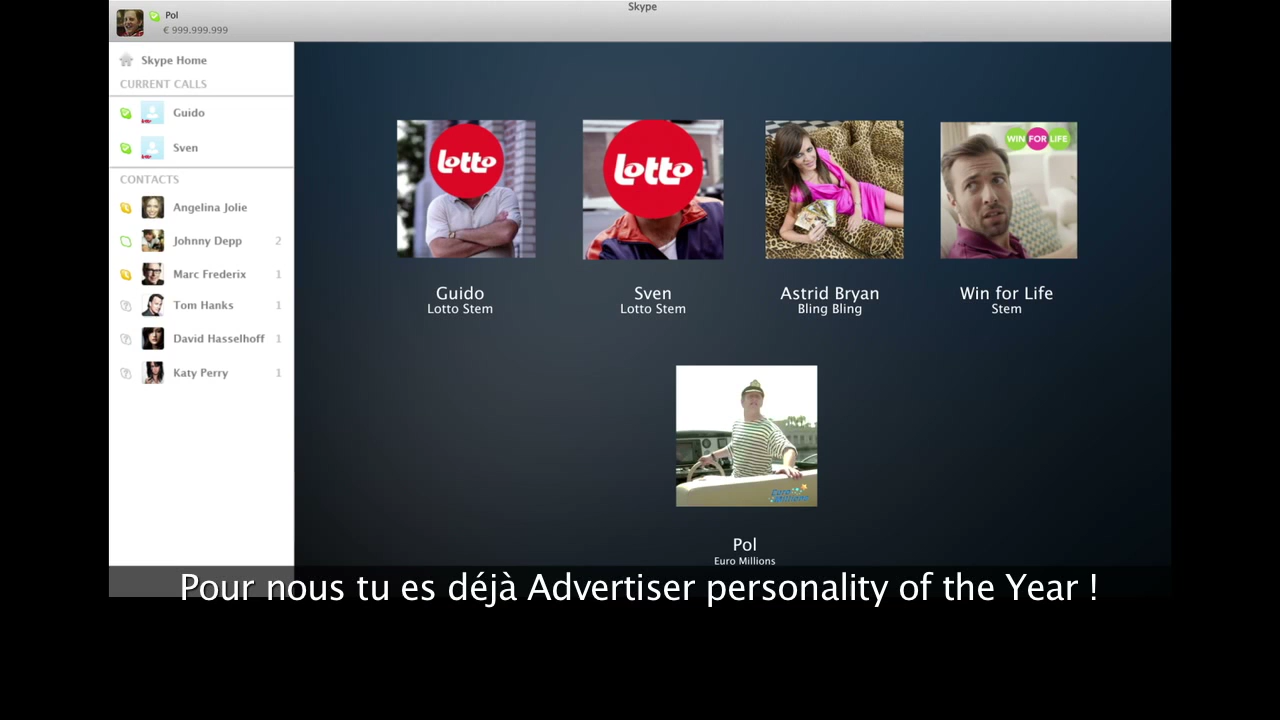 Skype
Pol
€ 999.999.999
Skype Home
CURRENT CALLS
Guido
Sven
CONTACTS
Angelina Jolie
Johnny Depp 2
Marc Frederix 1
Tom Hanks 1
David Hasselhoff 1
Katy Perry 1
lotto
lotto
WIN FOR LIFE
Guido
Lotto Stem
Sven
Lotto Stem
Astrid Bryan
Bling Bling
Win for Life
Stem
Euro Millions
Pol
Euro Millions
Pour nous tu es déjà Advertiser personality of the Year !